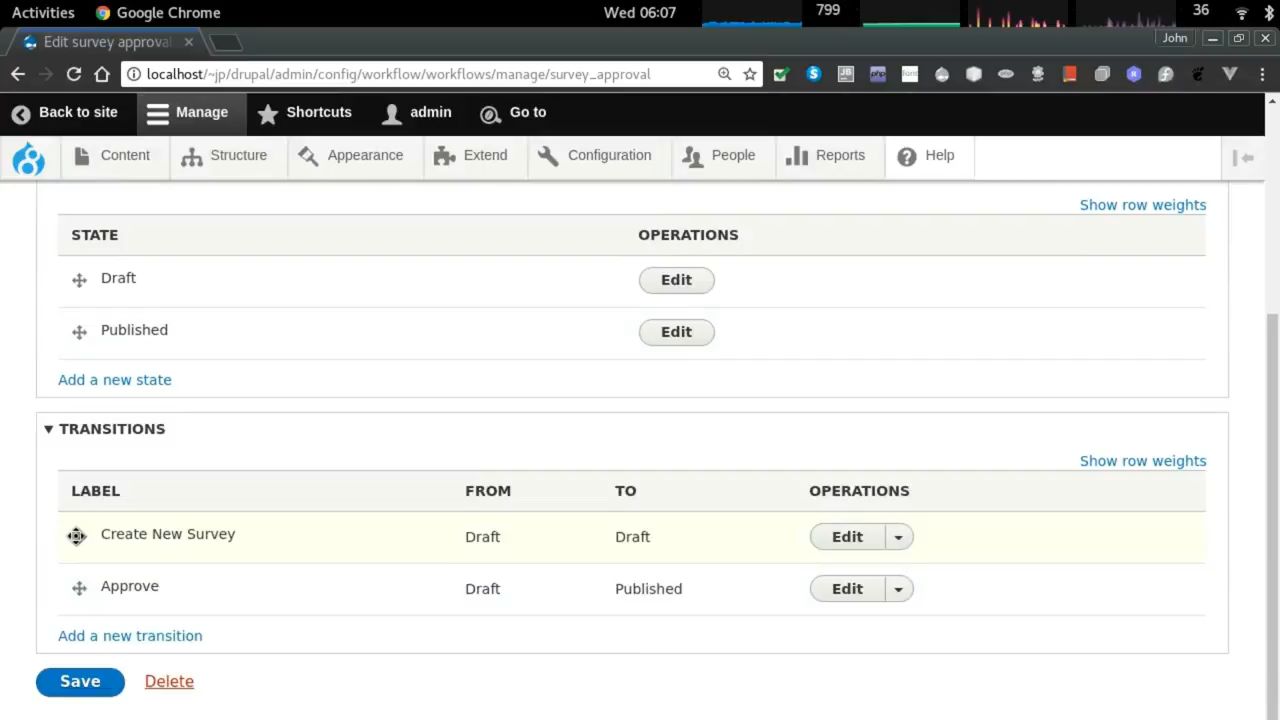 Activities Google Chrome Wed 06:07 799 36
Edit survey approval John
localhost/~jp/drupal/admin/config/workflow/workflows/manage/survey_approval
Back to site Manage Shortcuts admin Go to
Content Structure Appearance Extend Configuration People Reports Help
Show row weights
STATE OPERATIONS
Draft Edit
Published Edit
Add a new state
TRANSITIONS
Show row weights
LABEL FROM TO OPERATIONS
Create New Survey Draft Draft Edit
Approve Draft Published Edit
Add a new transition
Save Delete